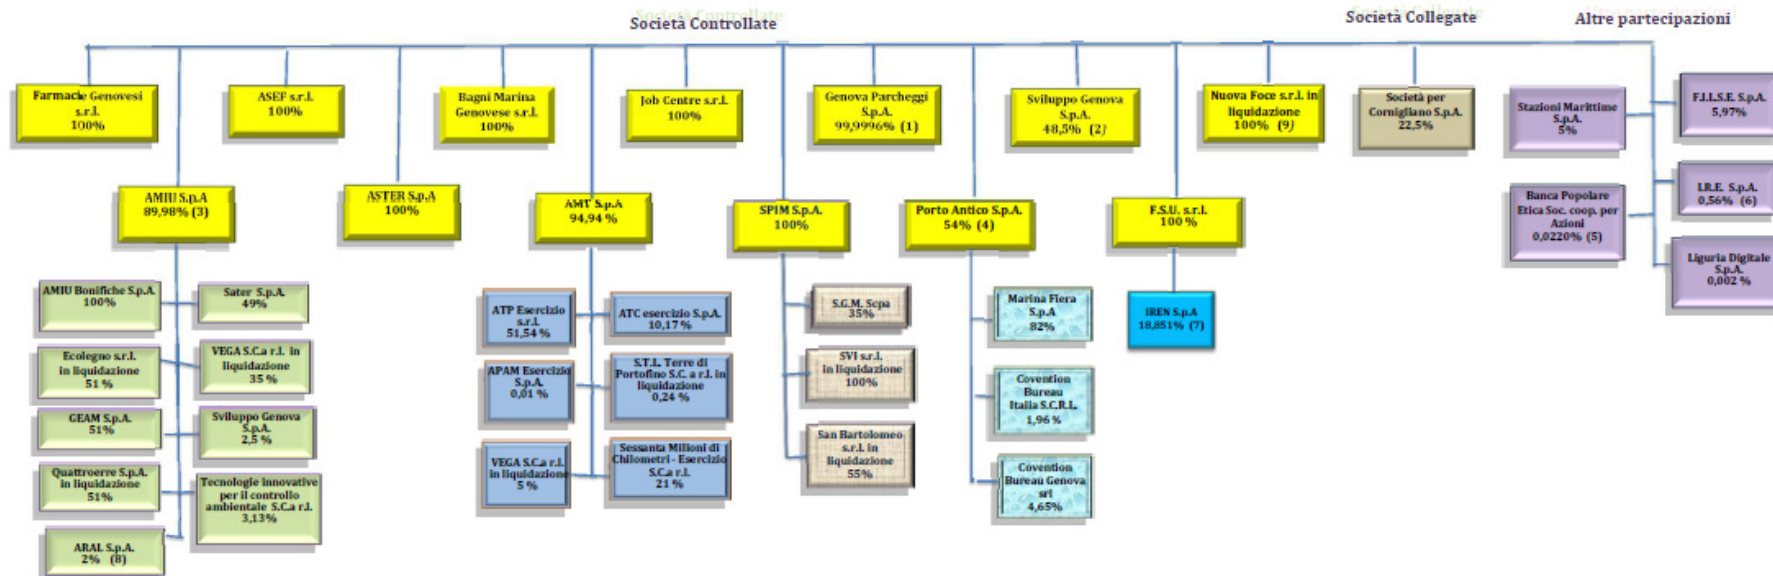 Società Controllate
Società Collegate
Altre partecipazioni
Farmacie Genovesi
s.r.l.
100%
ASEF s.r.l.
100%
Bagni Marina
Genovese s.r.l.
100%
Job Centre s.r.l.
100%
Genova Parcheggi
S.p.A.
99,9996% (1)
Sviluppo Genova
S.p.A.
48,5% (2)
Nuova Foce s.r.l. in
liquidazione
100% (9)
Società per
Cornigliano S.p.A.
22,5%
Stazioni Marittime
S.p.A.
5%
F.I.L.S.E. S.p.A.
5,97%
AMIU S.p.A
89,98% (3)
ASTER S.p.A
100%
AMT S.p.A
94,94 %
SPIM S.p.A.
100%
Porto Antico S.p.A.
54% (4)
F.S.U. s.r.l.
100 %
Banca Popolare
Etica Soc. coop. per
Azioni
0,0220% (5)
I.R.E. S.p.A.
0,56% (6)
Liguria Digitale
S.p.A.
0,002 %
AMIU Bonifiche S.p.A.
100%
Sater S.p.A.
49%
Ecolegno s.r.l.
in liquidazione
51 %
VEGA S.C.a r.l. in
liquidazione
35 %
GEAM S.p.A.
51%
Sviluppo Genova
S.p.A.
2,5 %
Quattroerre S.p.A.
in liquidazione
51%
Tecnologie innovative
per il controllo
ambientale S.C.a r.l.
3,13%
ARAL S.p.A.
2% (8)
ATP Esercizio
s.r.l.
51,54 %
ATC esercizio S.p.A.
10,17 %
APAM Esercizio
S.p.A.
0,01 %
S.T.L. Terre di
Portofino S.C. a r.l. in
liquidazione
0,24 %
VEGA S.C.a r.l.
in liquidazione
5 %
Sessanta Milioni di
Chilometri - Esercizio
S.C.a r.l.
21 %
S.G.M. Scpa
35%
SVI s.r.l.
in liquidazione
100%
San Bartolomeo
s.r.l. in
liquidazione
55%
Marina Fiera
S.p.A
82%
Covention
Bureau
Italia S.C.R.L.
1,96 %
Covention
Bureau Genova
srl
4,65%
IREN S.p.A
18,851% (7)